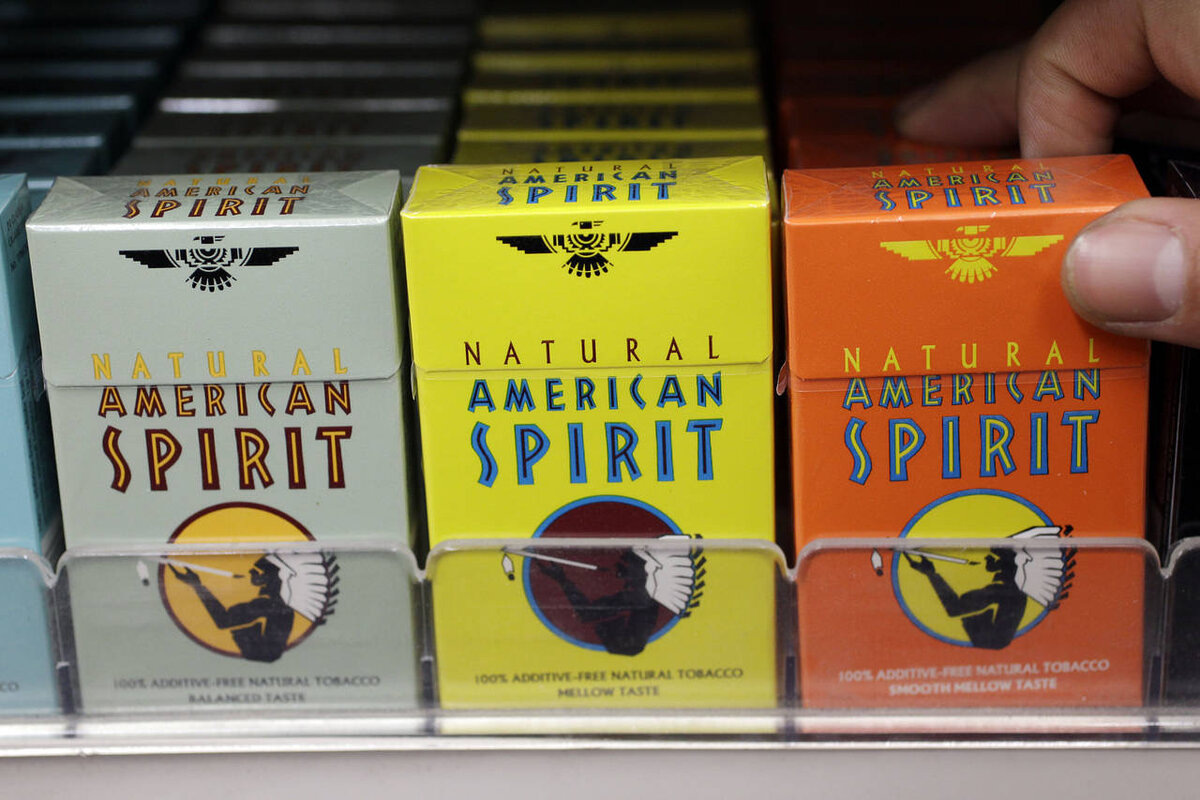 NATURAL
AMERICAN
SPIRIT
NATURAL
AMERICAN
SPIRIT
100% ADDITIVE-FREE NATURAL TOBACCO
BALANCED TASTE
NATURAL
AMERICAN
SPIRIT
NATURAL
AMERICAN
SPIRIT
100% ADDITIVE-FREE NATURAL TOBACCO
MELLOW TASTE
NATURAL
AMERICAN
SPIRIT
NATURAL
AMERICAN
SPIRIT
100% ADDITIVE-FREE NATURAL TOBACCO
SMOOTH MELLOW TASTE